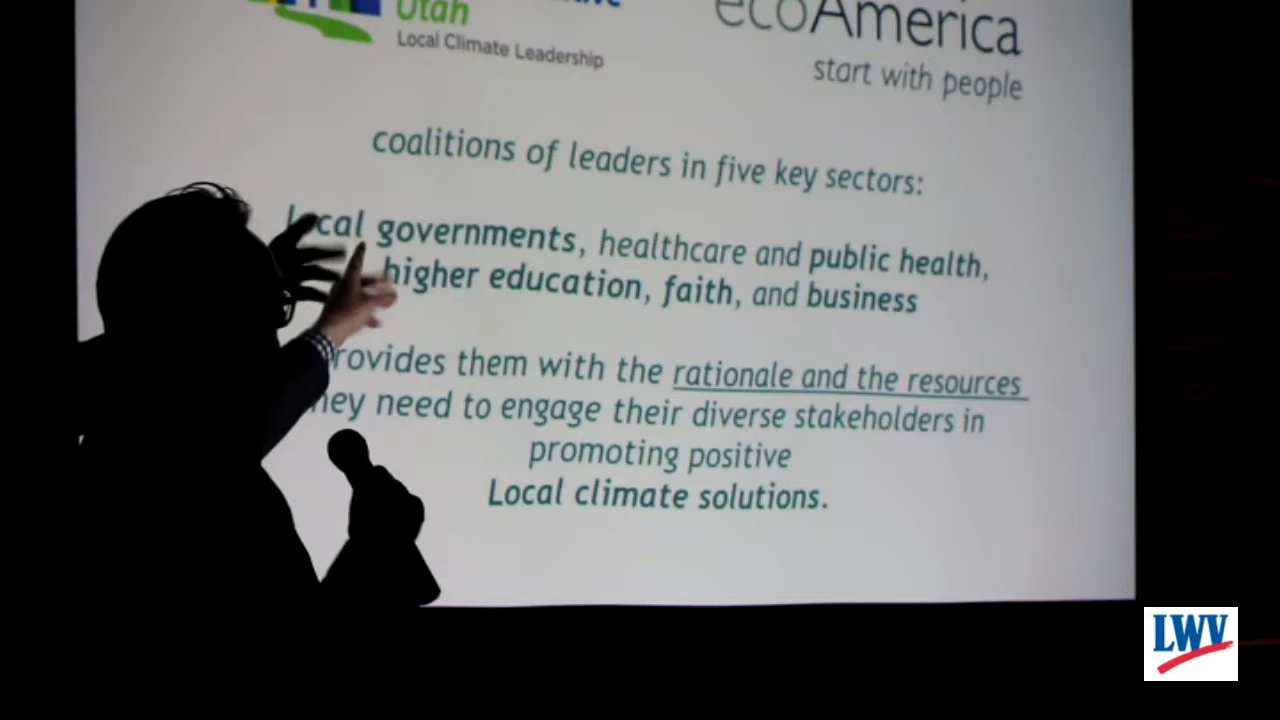 Utah
Local Climate Leadership
ecoAmerica
start with people
coalitions of leaders in five key sectors:
local governments, healthcare and public health,
higher education, faith, and business
rovides them with the rationale and the resources
hey need to engage their diverse stakeholders in
promoting positive
Local climate solutions.
LWV